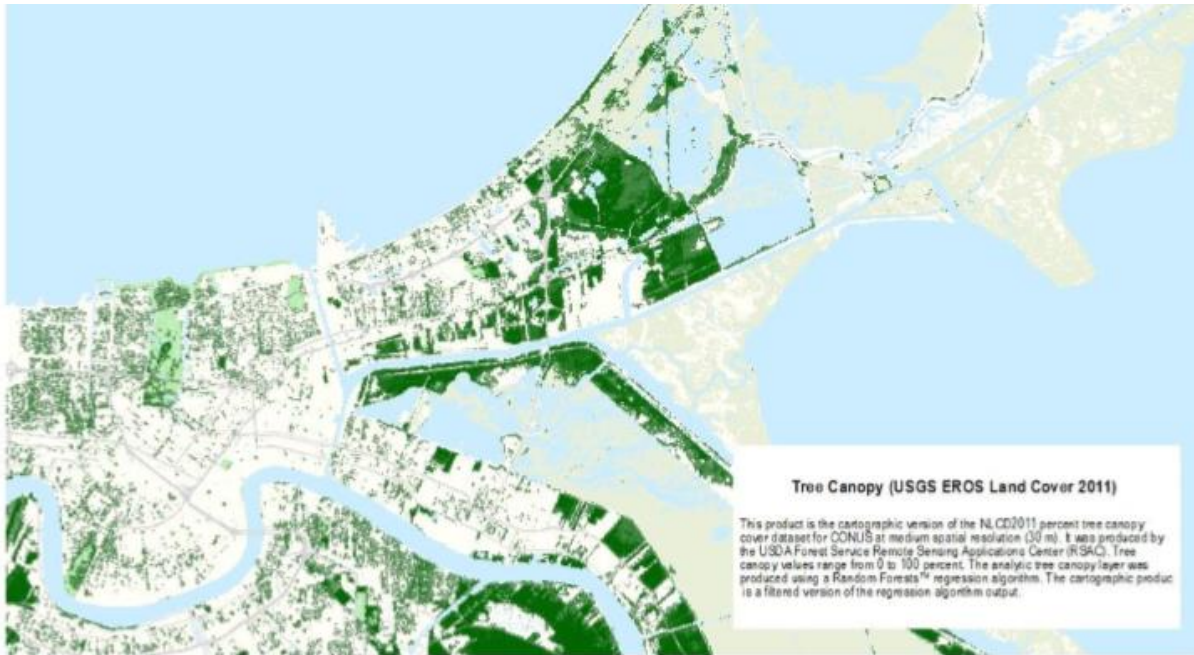 Tree Canopy (USGS EROS Land Cover 2011)
This product is the cartographic version of the NLCD2011 percent tree canopy
cover dataset for CONUS at medium spatial resolution (30 m). It was produced by
the USDA Forest Service Remote Sensing Applications Center (RSAC). Tree
canopy values range from 0 to 100 percent. The analytic tree canopy layer was
produced using a Random Forests™ regression algorithm. The cartographic produc
is a filtered version of the regression algorithm output.